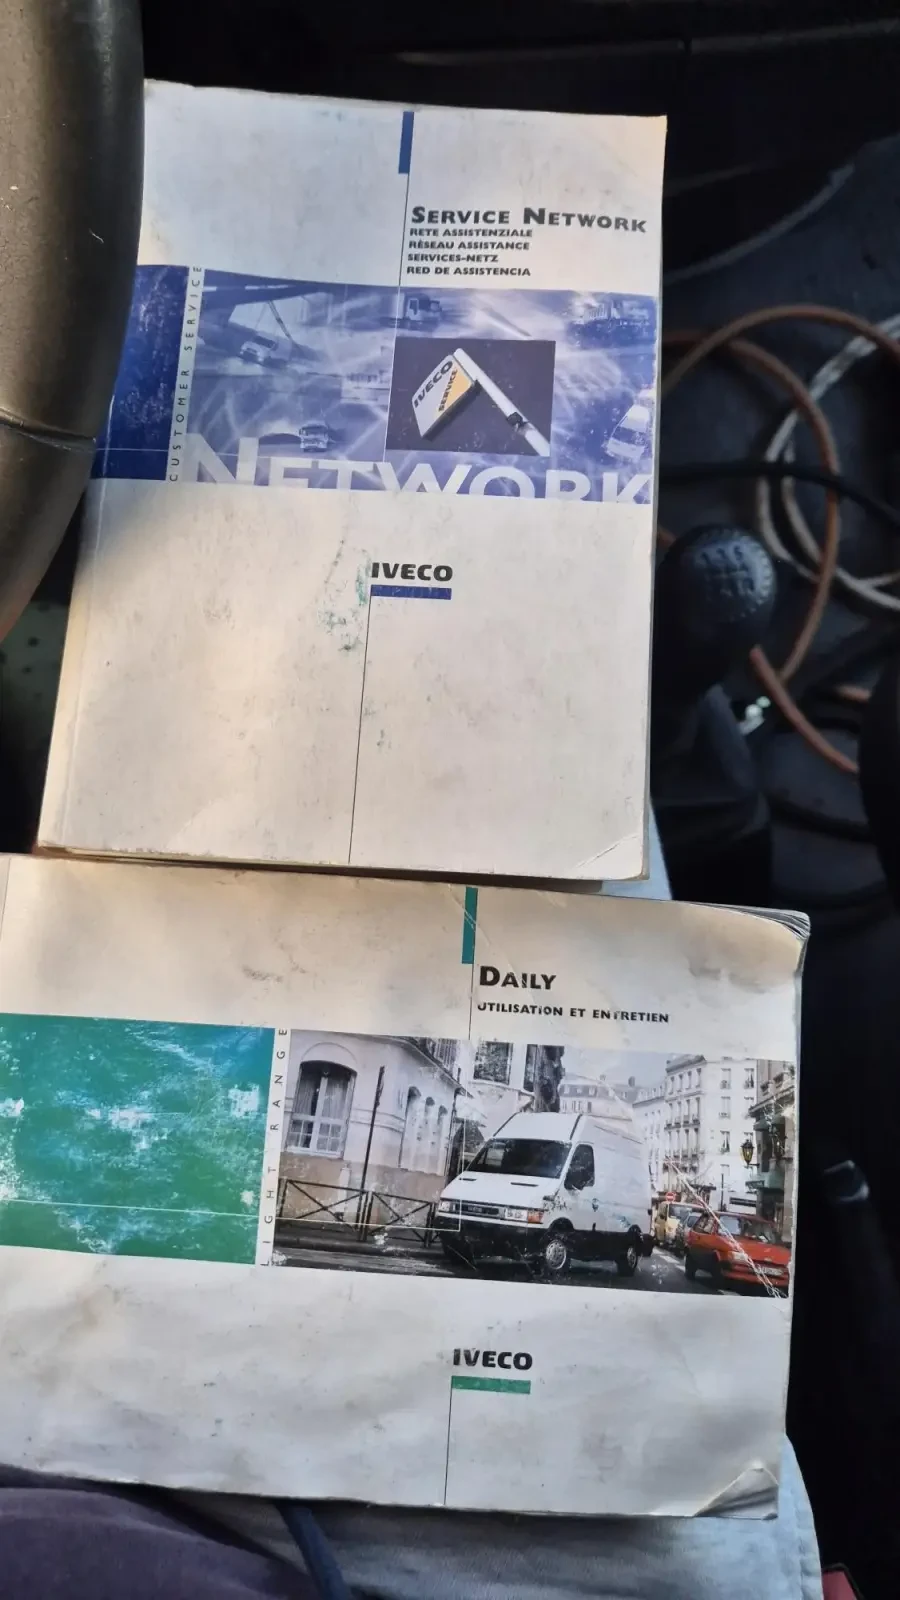 SERVICE NETWORK
RETE ASSISTENZIALE
RÉSEAU ASSISTANCE
SERVICES-NETZ
RED DE ASSISTENCIA
CUSTOMER SERVICE
IVECO
SERVICE
NETWORK
IVECO
DAILY
UTILISATION ET ENTRETIEN
LIGHT RANGE
IVECO